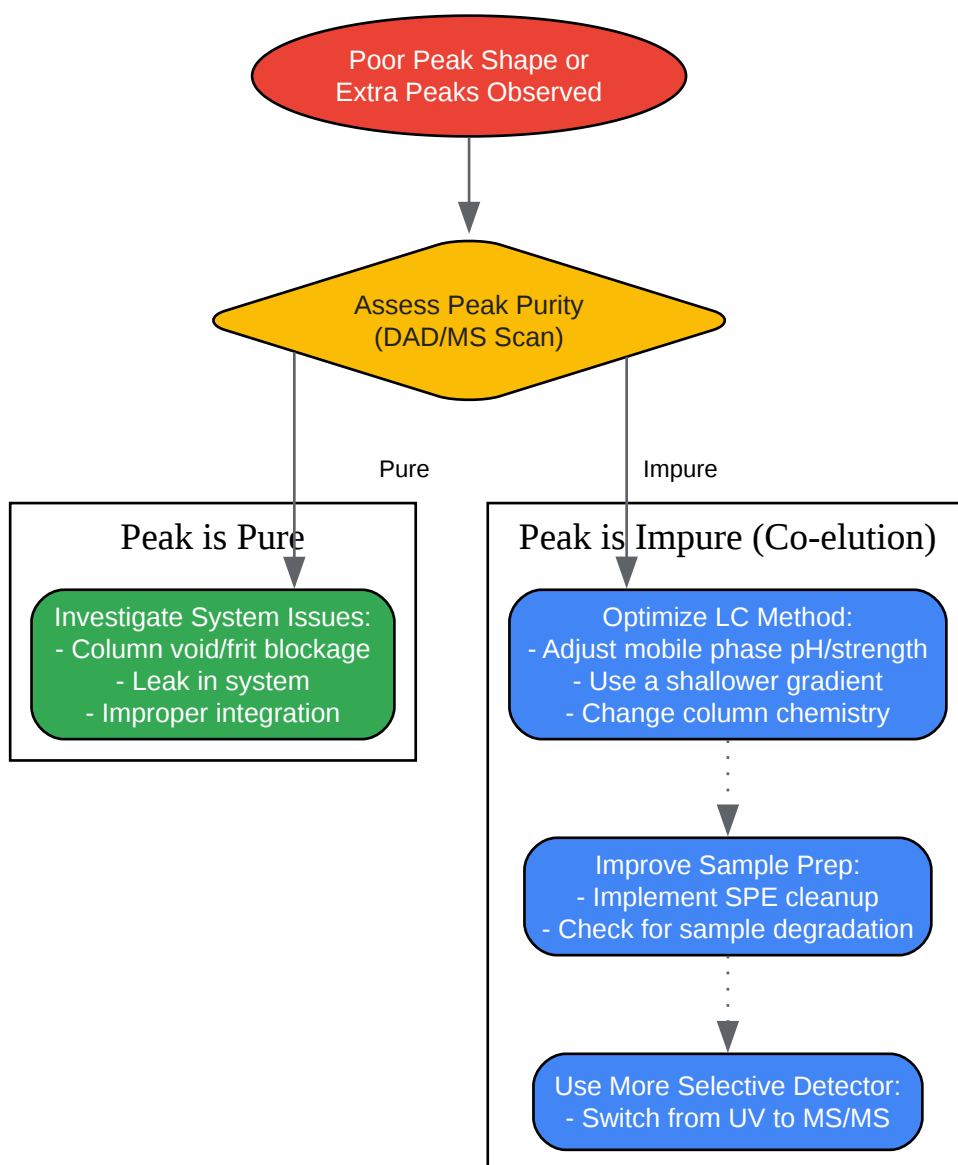 Poor Peak Shape or
Extra Peaks Observed
Assess Peak Purity
(DAD/MS Scan)
Pure
Impure
Peak is Pure
Investigate System Issues:
- Column void/frit blockage
- Leak in system
- Improper integration
Peak is Impure (Co-elution)
Optimize LC Method:
- Adjust mobile phase pH/strength
- Use a shallower gradient
- Change column chemistry
Improve Sample Prep:
- Implement SPE cleanup
- Check for sample degradation
Use More Selective Detector:
- Switch from UV to MS/MS